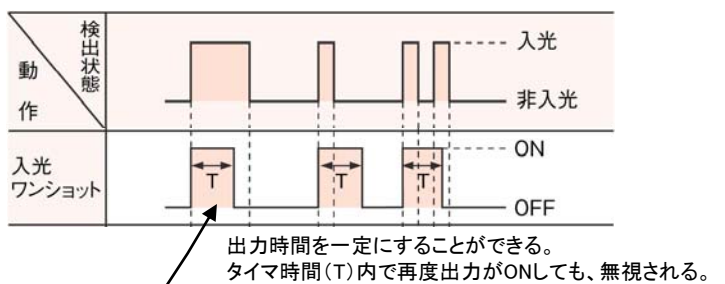 検出状態
動
作
入光
非入光
入光
ワンショット
ON
OFF
T
T
T
出力時間を一定にすることができる。
タイマ時間(T)内で再度出力がONしても、無視される。